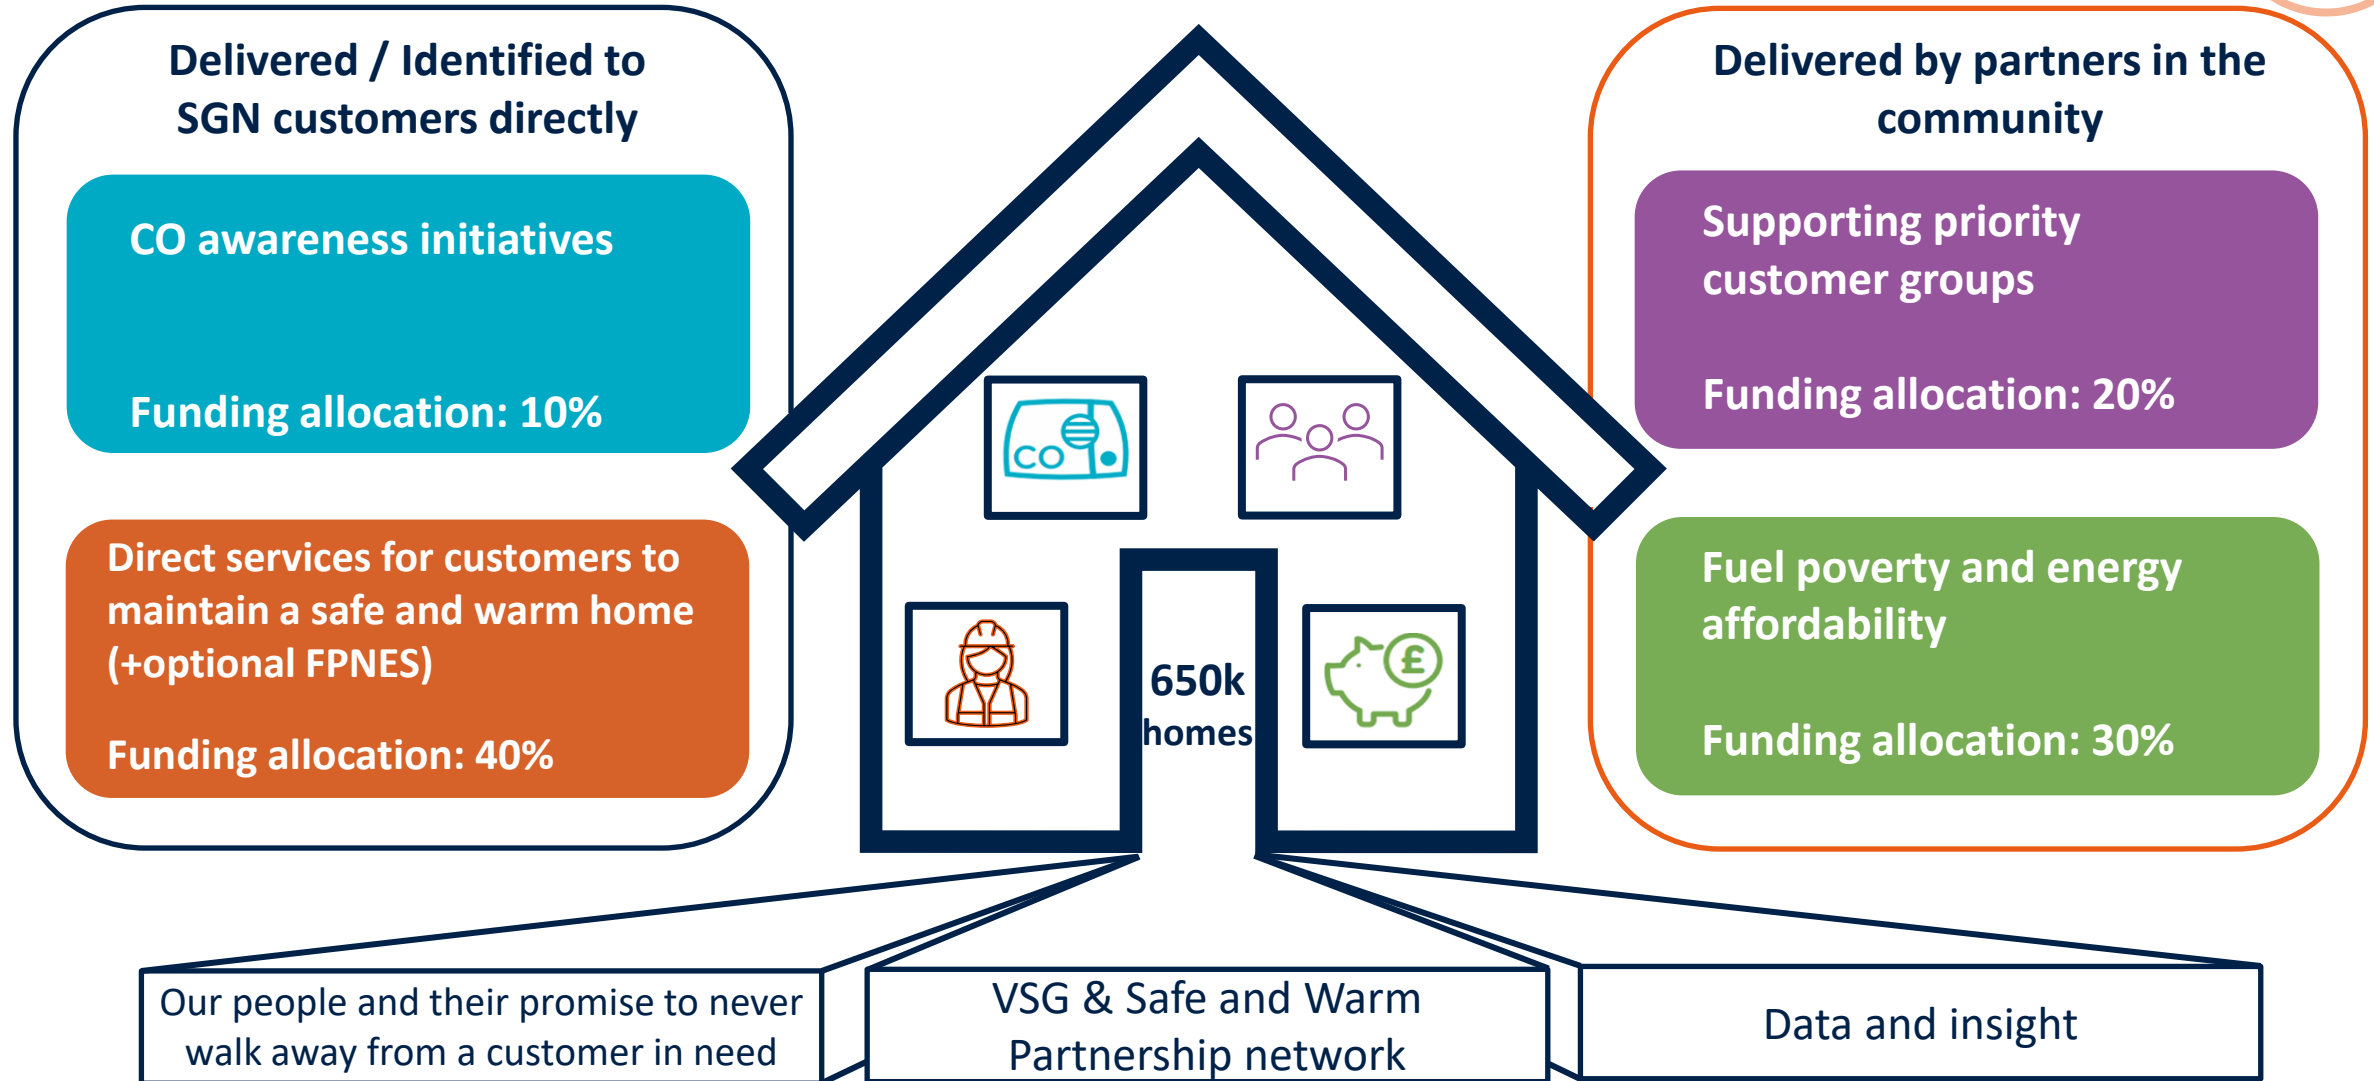 Delivered / Identified to
SGN customers directly
CO awareness initiatives
Funding allocation: 10%
Direct services for customers to
maintain a safe and warm home
(+optional FPNES)
Funding allocation: 40%
CO
£
650k
homes
Delivered by partners in the
community
Supporting priority
customer groups
Funding allocation: 20%
Fuel poverty and energy
affordability
Funding allocation: 30%
Our people and their promise to never
walk away from a customer in need
VSG & Safe and Warm
Partnership network
Data and insight